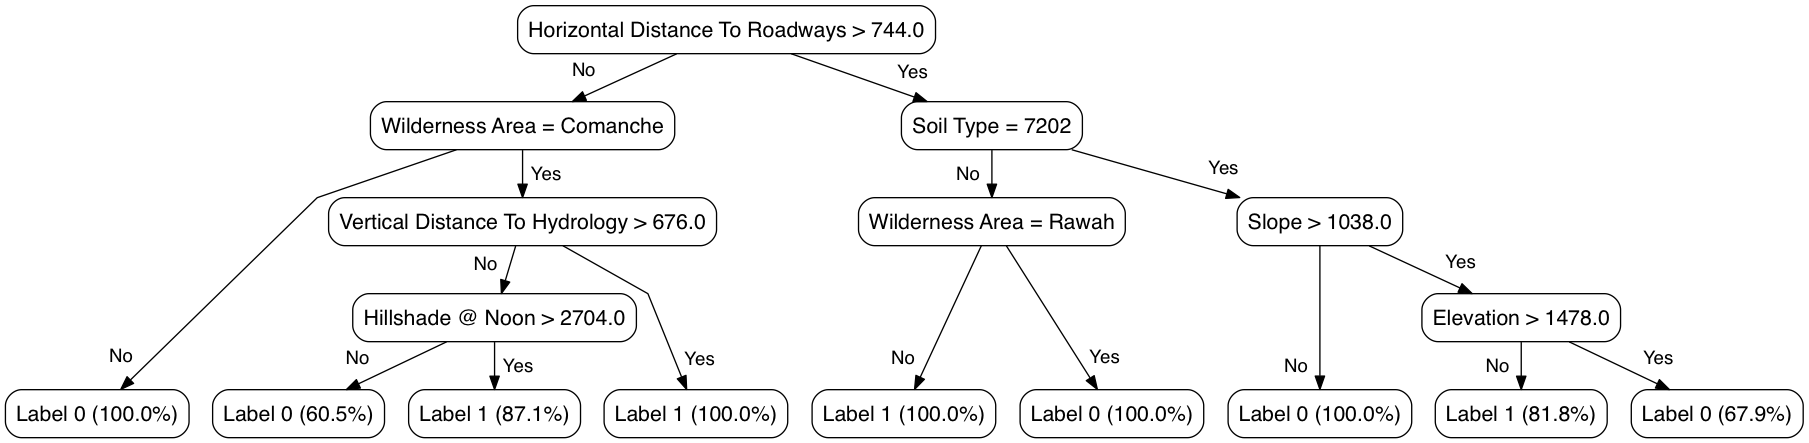 Horizontal Distance To Roadways > 744.0
No
Yes
Wilderness Area = Comanche
Soil Type = 7202
Yes
No
Yes
Vertical Distance To Hydrology > 676.0
Wilderness Area = Rawah
Slope > 1038.0
No
Yes
Hillshade @ Noon > 2704.0
Elevation > 1478.0
No
No
Yes
Yes
No
Yes
No
No
Yes
Label 0 (100.0%)
Label 0 (60.5%)
Label 1 (87.1%)
Label 1 (100.0%)
Label 1 (100.0%)
Label 0 (100.0%)
Label 0 (100.0%)
Label 1 (81.8%)
Label 0 (67.9%)